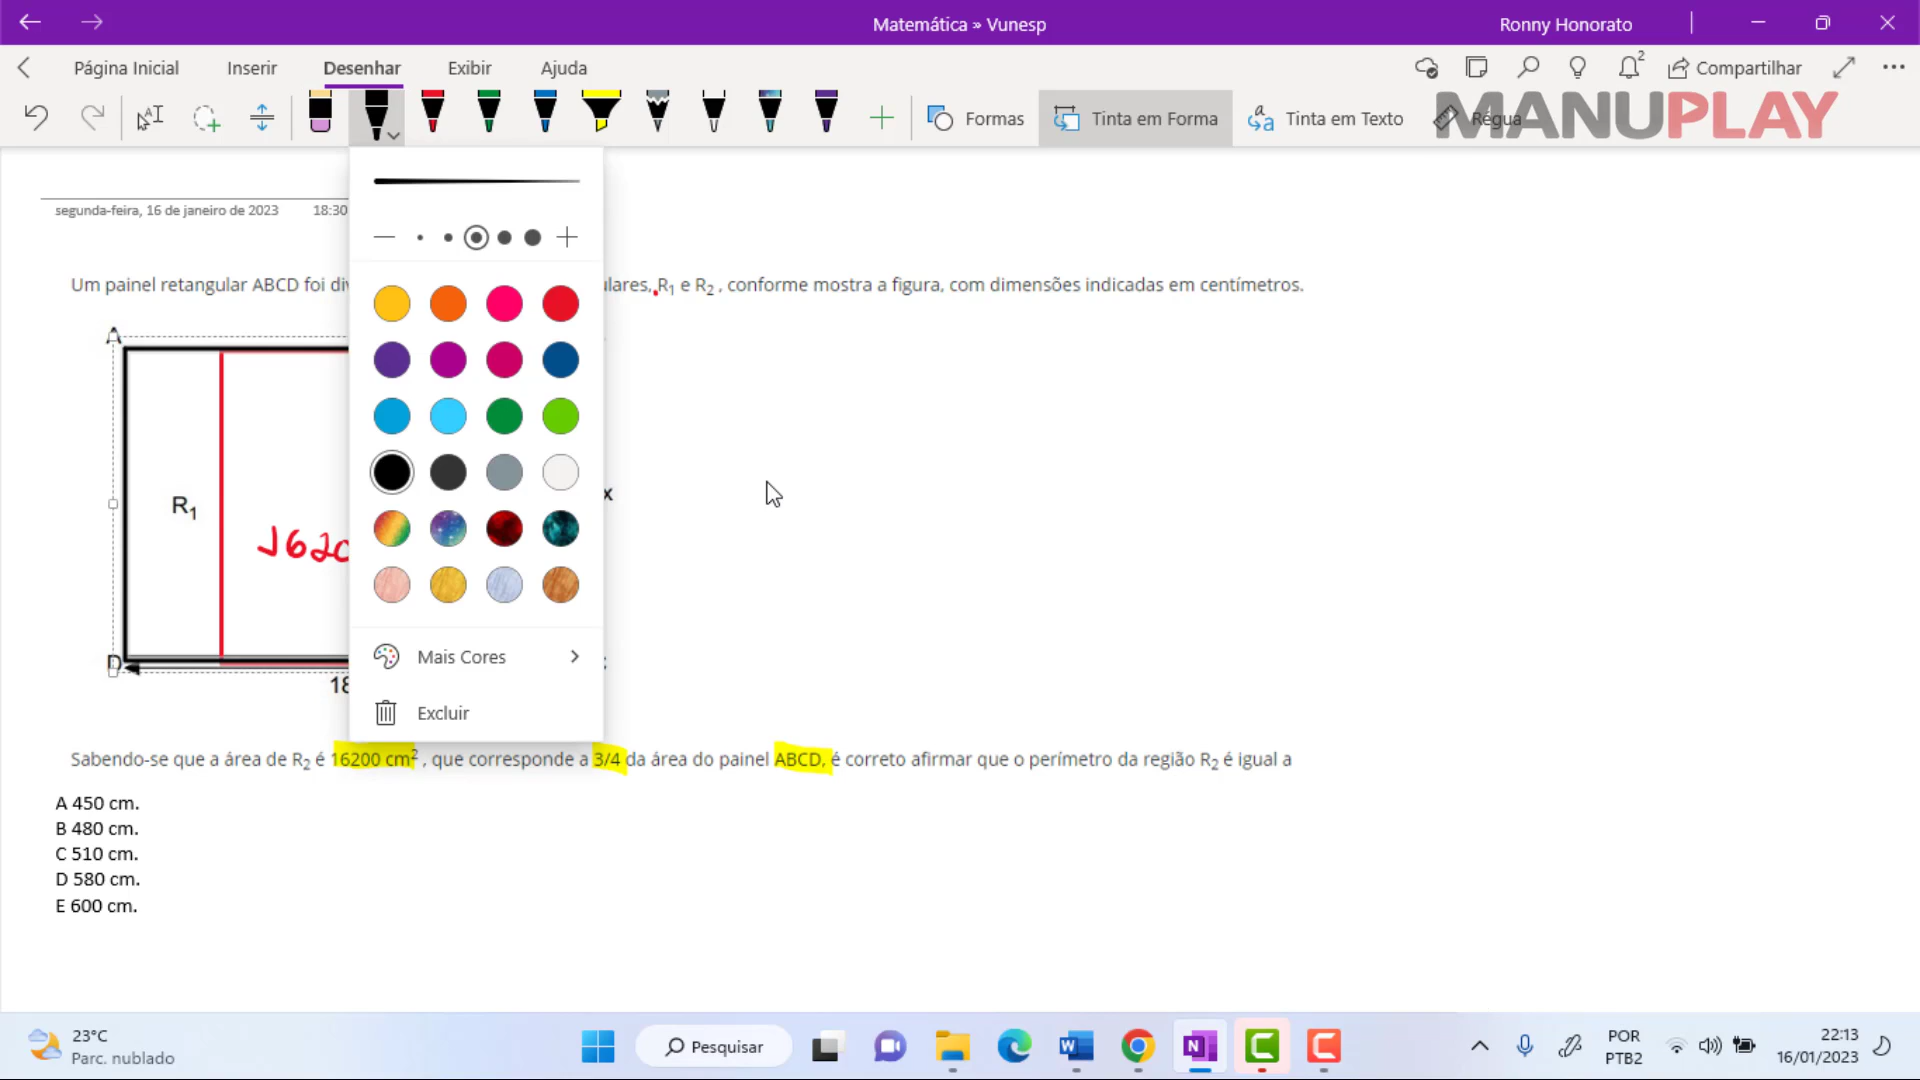 Matemática » Vunesp
Ronny Honorato
Página Inicial Inserir Desenhar Exibir Ajuda
2
Compartilhar
Formas Tinta em Forma Tinta em Texto Régua
MANUPLAY
segunda-feira, 16 de janeiro de 2023 18:30
Um painel retangular ABCD foi div
ulares, R1 e R2 , conforme mostra a figura, com dimensões indicadas em centímetros.
A
R1
x
D
18
Mais Cores
Excluir
Sabendo-se que a área de R2 é 16200 cm² , que corresponde a 3/4 da área do painel ABCD, é correto afirmar que o perímetro da região R2 é igual a
A 450 cm.
B 480 cm.
C 510 cm.
D 580 cm.
E 600 cm.
23°C
Parc. nublado
Pesquisar
POR
PTB2
22:13
16/01/2023